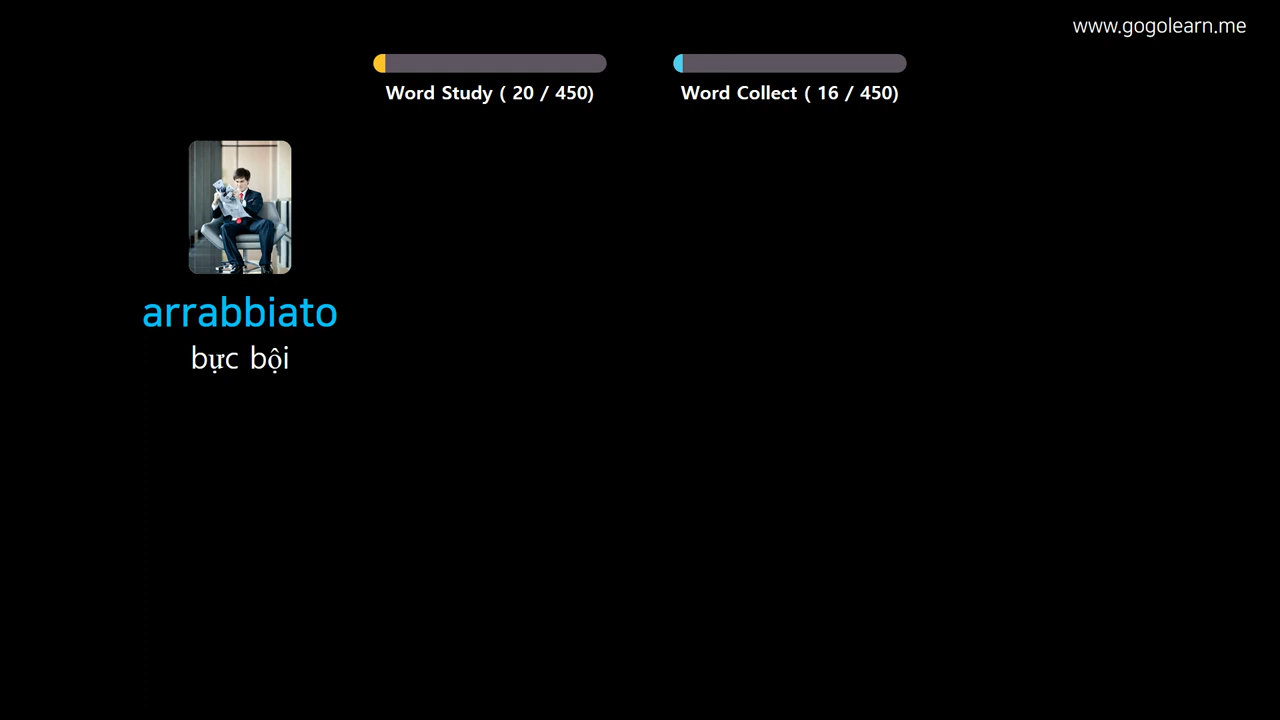 www.gogolearn.me
Word Study ( 20 / 450)
Word Collect ( 16 / 450)
arrabbiato
bực bội